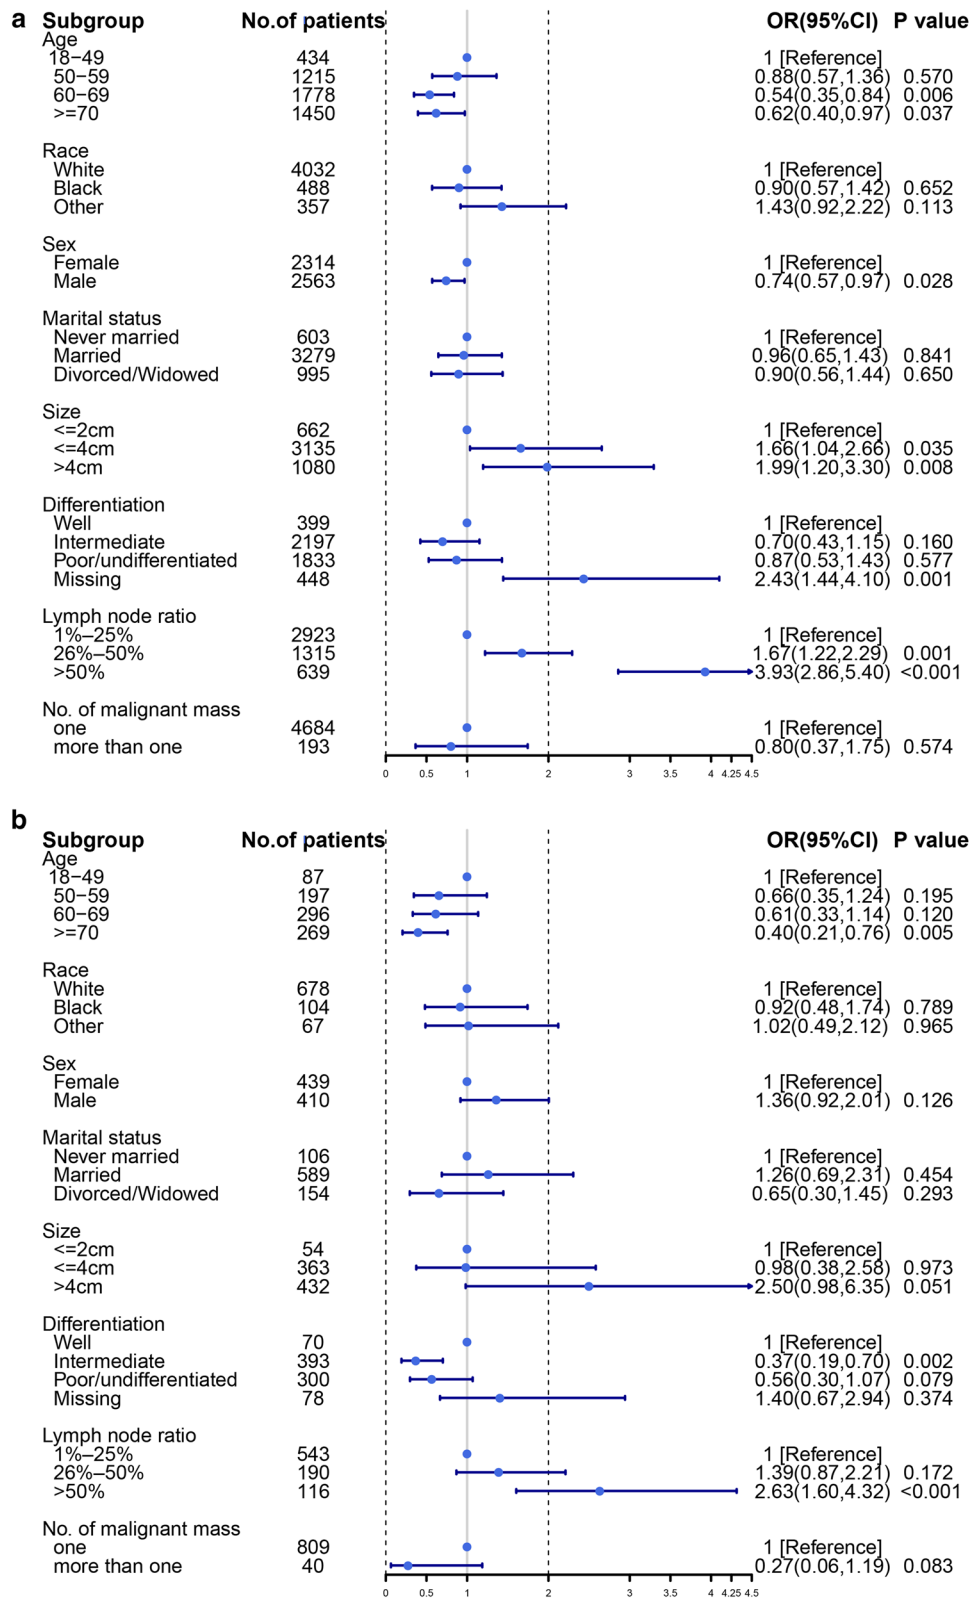 a
Subgroup No.of patients OR(95%CI) P value
Age
18−49 434 1 [Reference]
50−59 1215 0.88(0.57,1.36) 0.570
60−69 1778 0.54(0.35,0.84) 0.006
>=70 1450 0.62(0.40,0.97) 0.037
Race
White 4032 1 [Reference]
Black 488 0.90(0.57,1.42) 0.652
Other 357 1.43(0.92,2.22) 0.113
Sex
Female 2314 1 [Reference]
Male 2563 0.74(0.57,0.97) 0.028
Marital status
Never married 603 1 [Reference]
Married 3279 0.96(0.65,1.43) 0.841
Divorced/Widowed 995 0.90(0.56,1.44) 0.650
Size
<=2cm 662 1 [Reference]
<=4cm 3135 1.66(1.04,2.66) 0.035
>4cm 1080 1.99(1.20,3.30) 0.008
Differentiation
Well 399 1 [Reference]
Intermediate 2197 0.70(0.43,1.15) 0.160
Poor/undifferentiated 1833 0.87(0.53,1.43) 0.577
Missing 448 2.43(1.44,4.10) 0.001
Lymph node ratio
1%–25% 2923 1 [Reference]
26%–50% 1315 1.67(1.22,2.29) 0.001
>50% 639 3.93(2.86,5.40) <0.001
No. of malignant mass
one 4684 1 [Reference]
more than one 193 0.80(0.37,1.75) 0.574
0 0.5 1 2 3 3.5 4 4.25 4.5
b
Subgroup No.of patients OR(95%CI) P value
Age
18−49 87 1 [Reference]
50−59 197 0.66(0.35,1.24) 0.195
60−69 296 0.61(0.33,1.14) 0.120
>=70 269 0.40(0.21,0.76) 0.005
Race
White 678 1 [Reference]
Black 104 0.92(0.48,1.74) 0.789
Other 67 1.02(0.49,2.12) 0.965
Sex
Female 439 1 [Reference]
Male 410 1.36(0.92,2.01) 0.126
Marital status
Never married 106 1 [Reference]
Married 589 1.26(0.69,2.31) 0.454
Divorced/Widowed 154 0.65(0.30,1.45) 0.293
Size
<=2cm 54 1 [Reference]
<=4cm 363 0.98(0.38,2.58) 0.973
>4cm 432 2.50(0.98,6.35) 0.051
Differentiation
Well 70 1 [Reference]
Intermediate 393 0.37(0.19,0.70) 0.002
Poor/undifferentiated 300 0.56(0.30,1.07) 0.079
Missing 78 1.40(0.67,2.94) 0.374
Lymph node ratio
1%–25% 543 1 [Reference]
26%–50% 190 1.39(0.87,2.21) 0.172
>50% 116 2.63(1.60,4.32) <0.001
No. of malignant mass
one 809 1 [Reference]
more than one 40 0.27(0.06,1.19) 0.083
0 0.5 1 2 3 3.5 4 4.25 4.5